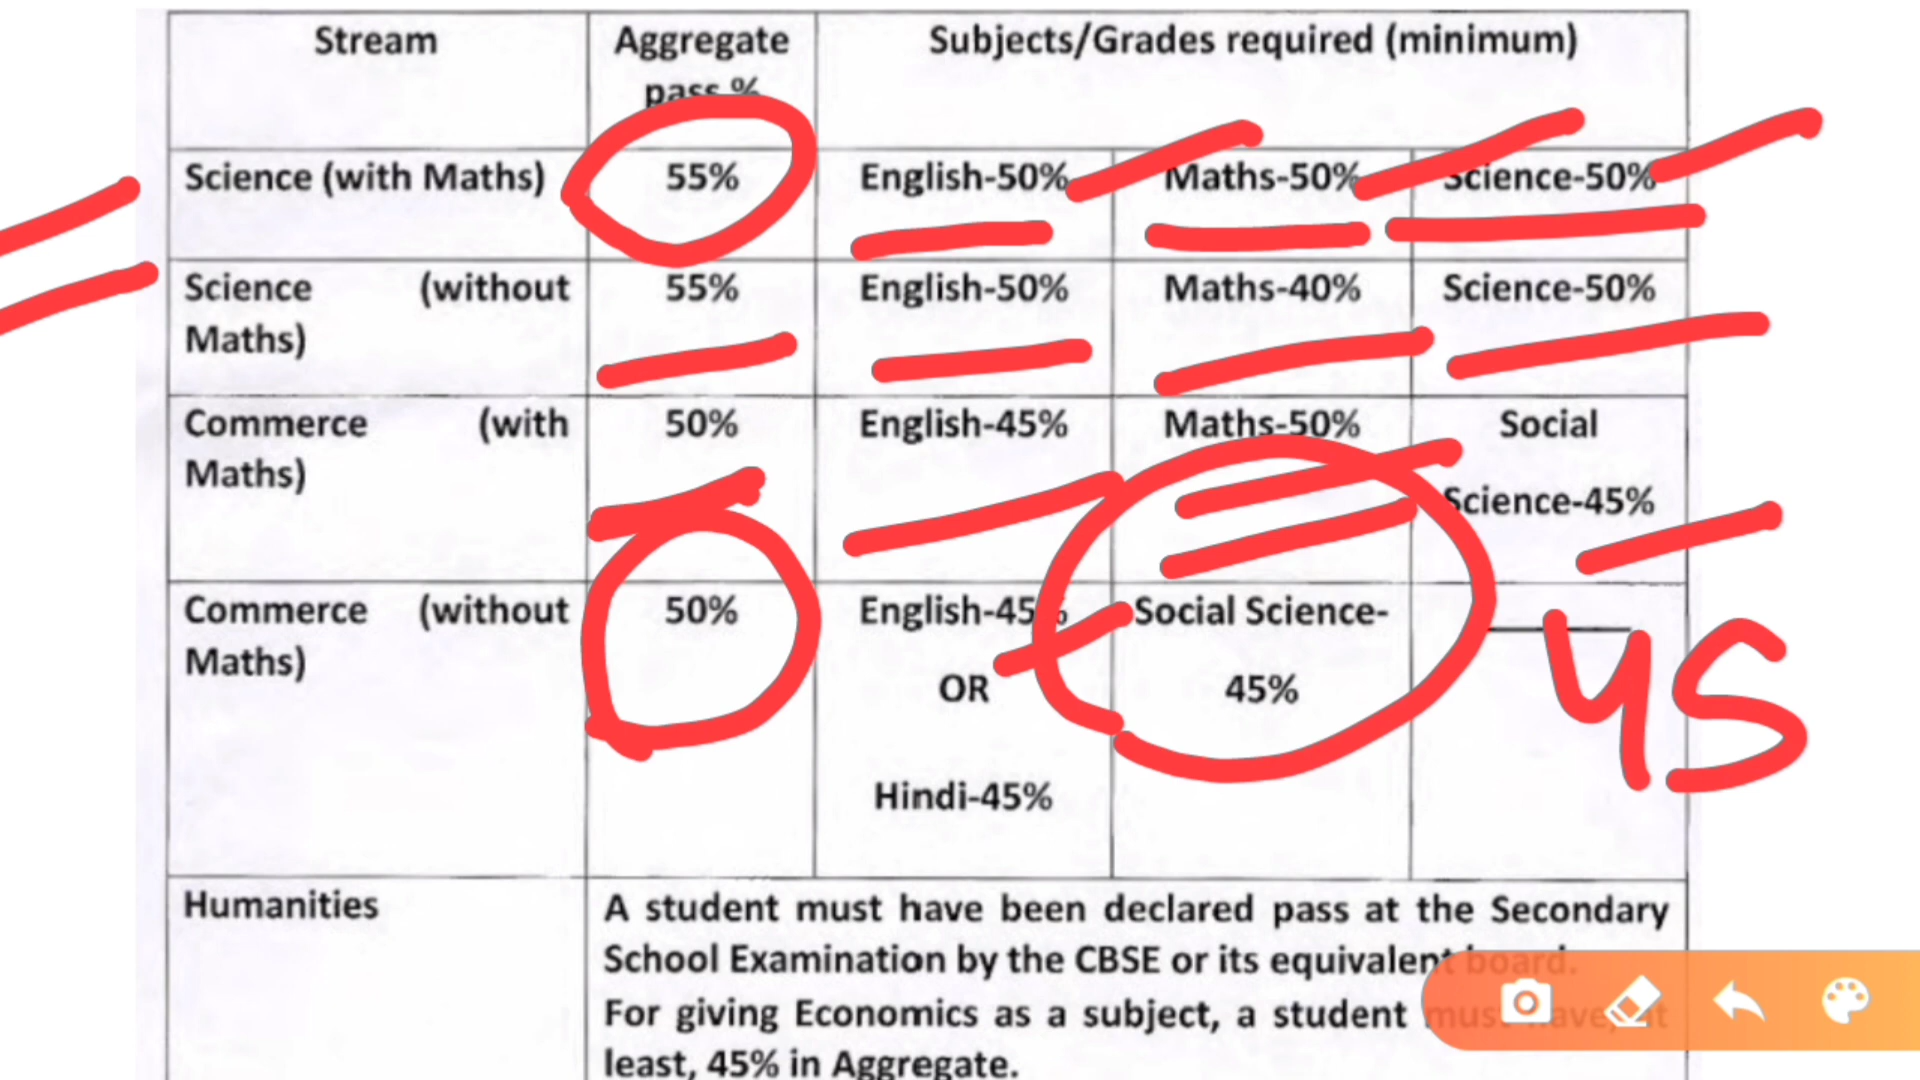 Stream Aggregate Subjects/Grades required (minimum)
pass %
Science (with Maths) 55% English-50% Maths-50% Science-50%
Science (without 55% English-50% Maths-40% Science-50%
Maths)
Commerce (with 50% English-45% Maths-50% Social
Maths)
Science-45%
Commerce (without 50% English-45% Social Science-
Maths)
OR 45%
45
Hindi-45%
Humanities A student must have been declared pass at the Secondary
School Examination by the CBSE or its equivalent board.
For giving Economics as a subject, a student must have, at
least, 45% in Aggregate.